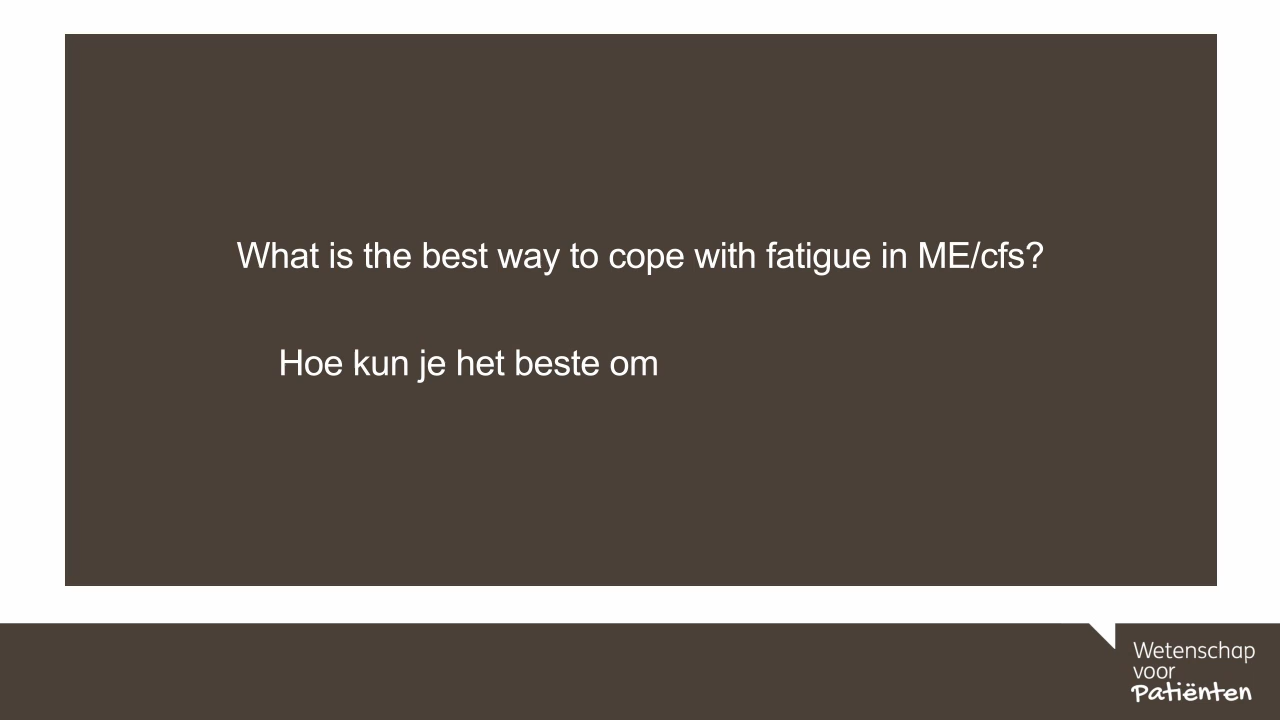 What is the best way to cope with fatigue in ME/cfs?
Hoe kun je het beste om
Wetenschap
voor
Patiënten